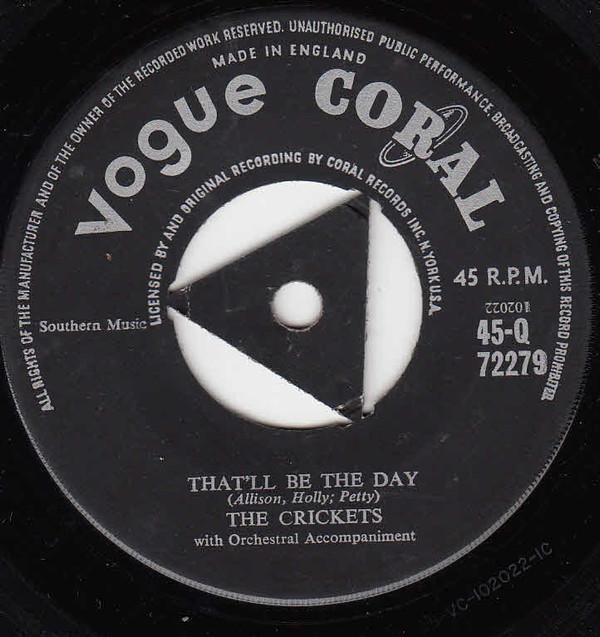 ALL RIGHTS OF THE MANUFACTURER AND OF THE OWNER OF THE RECORDED WORK RESERVED. UNAUTHORISED PUBLIC PERFORMANCE, BROADCASTING AND COPYING OF THIS RECORD PROHIBITED
MADE IN ENGLAND
Vogue CORAL
LICENSED BY AND ORIGINAL RECORDING BY CORAL RECORDS INC. N.YORK U.S.A.
45 R.P.M.
102022
45-Q
72279
Southern Music
THAT'LL BE THE DAY
(Allison, Holly; Petty)
THE CRICKETS
with Orchestral Accompaniment
VC-102022-1C